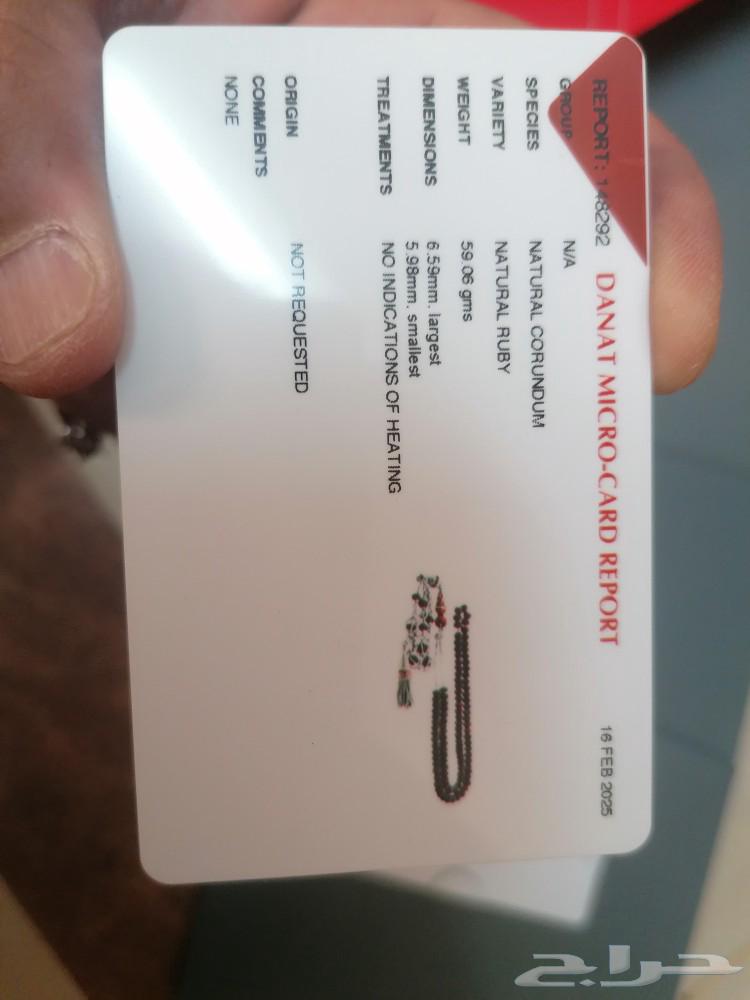 REPORT: 148292 DANAT MICRO-CARD REPORT 16 FEB 2025
GROUP N/A
SPECIES NATURAL CORUNDUM
VARIETY NATURAL RUBY
WEIGHT 59.06 gms
DIMENSIONS 6.59mm. largest
5.98mm. smallest
TREATMENTS NO INDICATIONS OF HEATING
ORIGIN NOT REQUESTED
COMMENTS
NONE
حراج